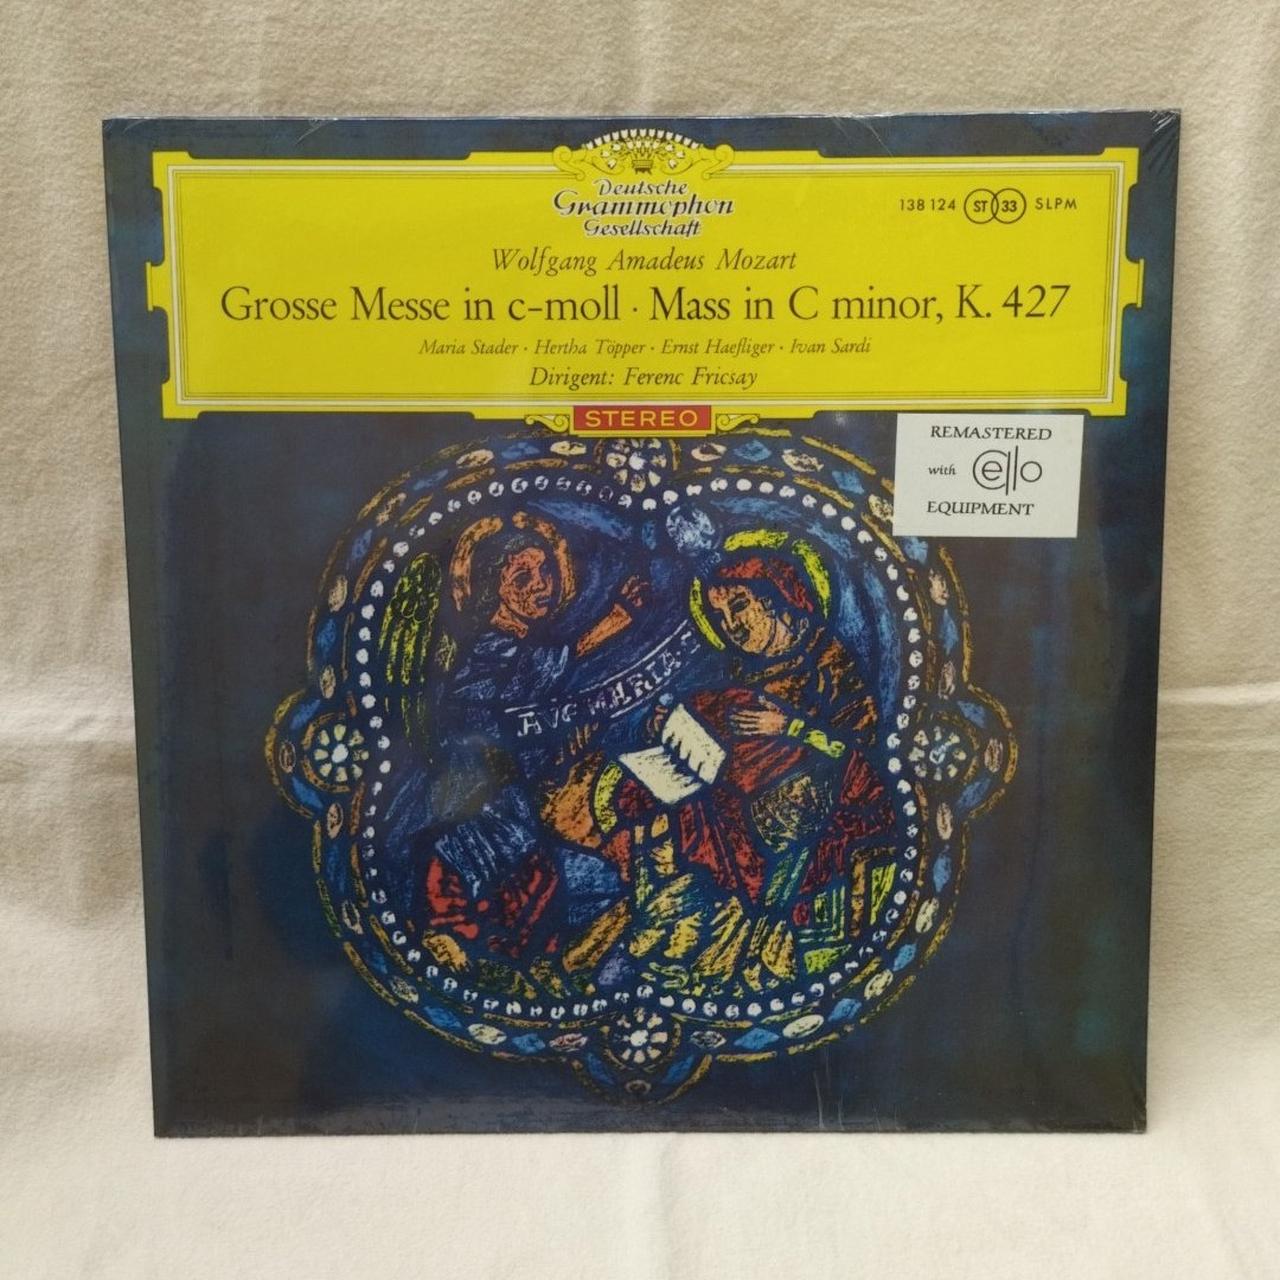 Deutsche
Grammophon
Gesellschaft
138 124 ST 33 SLPM
Wolfgang Amadeus Mozart
Grosse Messe in c-moll · Mass in C minor, K. 427
Maria Stader · Hertha Töpper · Ernst Haefliger · Ivan Sardi
Dirigent: Ferenc Fricsay
STEREO
REMASTERED
with Cello
EQUIPMENT
AVE MARIA